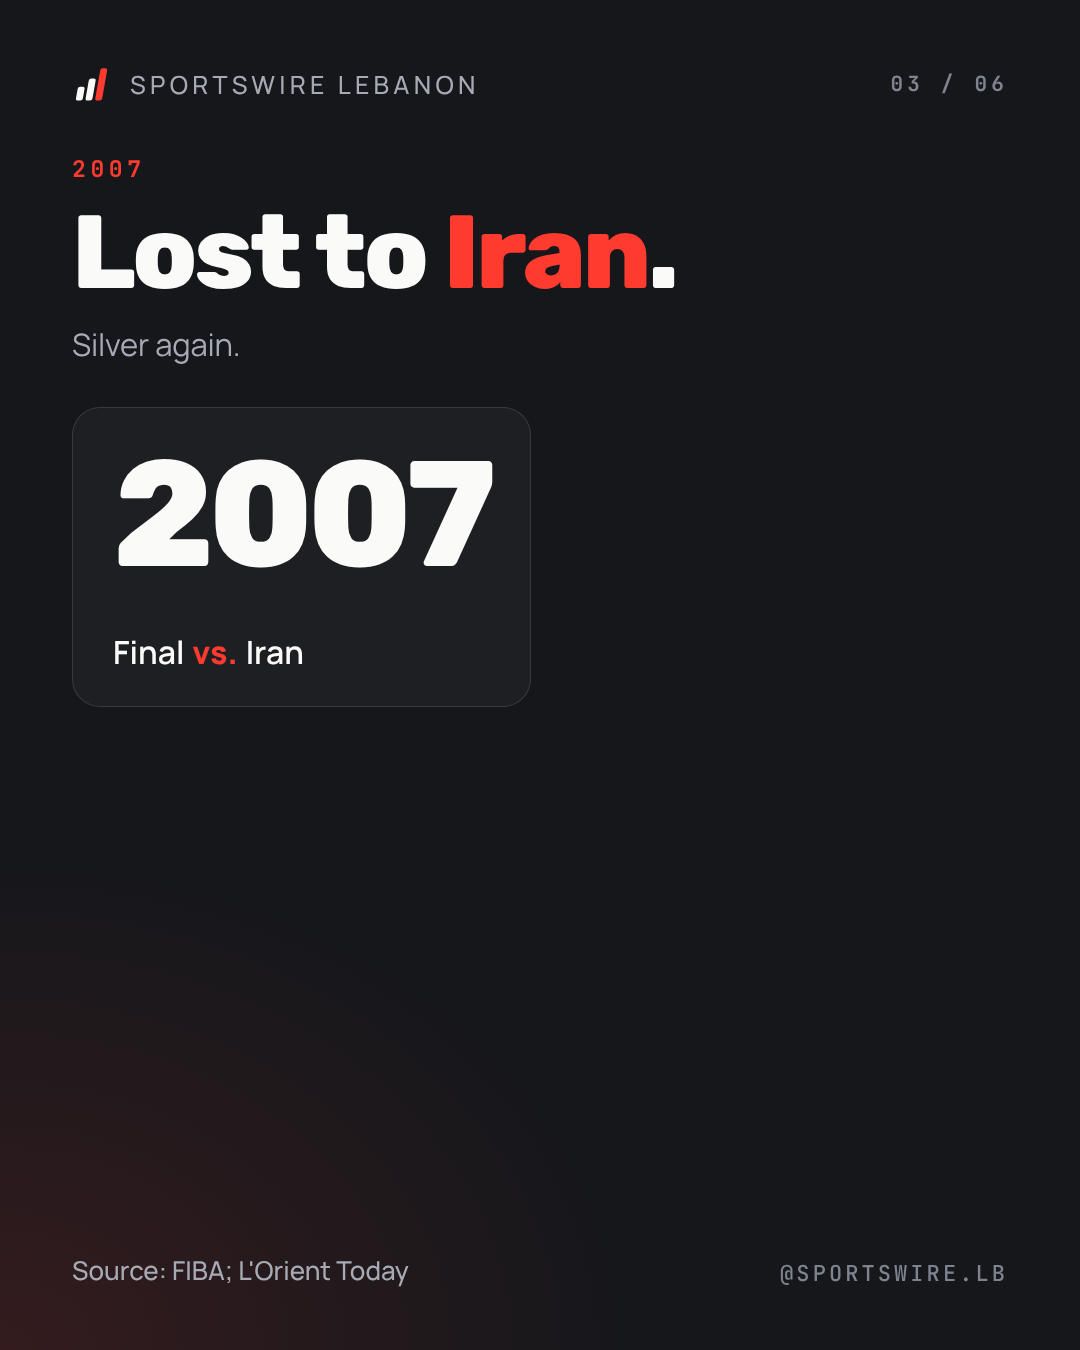 SPORTSWIRE LEBANON
03 / 06
2007
Lost to Iran.
Silver again.
2007
Final vs. Iran
Source: FIBA; L'Orient Today
@SPORTSWIRE.LB